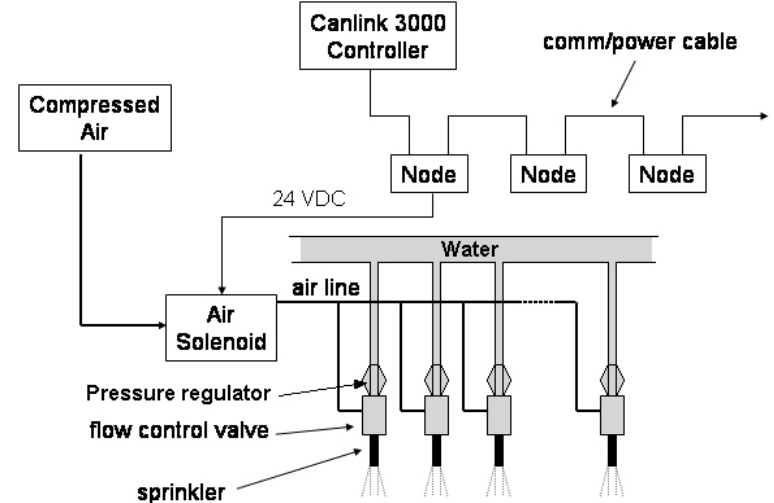 Canlink 3000
Controller
comm/power cable
Compressed
Air
Node
Node
Node
24 VDC
Water
air line
Air
Solenoid
Pressure regulator
flow control valve
sprinkler